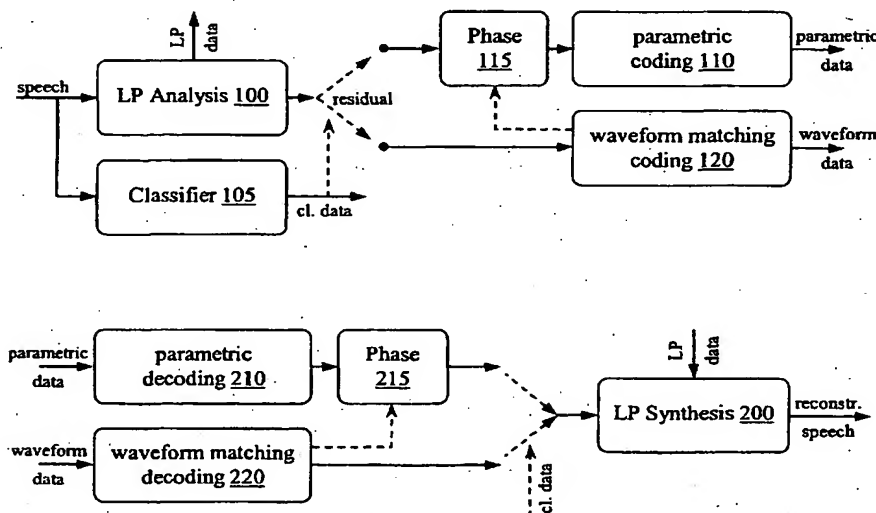 LP
data
speech
LP Analysis 100
residual
Phase
115
parametric
coding 110
parametric
data
waveform matching
coding 120
waveform
data
Classifier 105
cl. data
parametric
data
parametric
decoding 210
Phase
215
LP
data
LP Synthesis 200
reconstr.
speech
waveform
data
waveform matching
decoding 220
cl. data